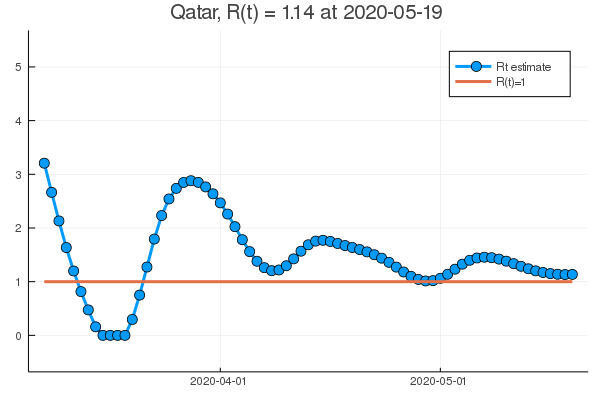 Qatar, R(t) = 1.14 at 2020-05-19
5
4
3
2
1
0
Rt estimate
R(t)=1
2020-04-01
2020-05-01